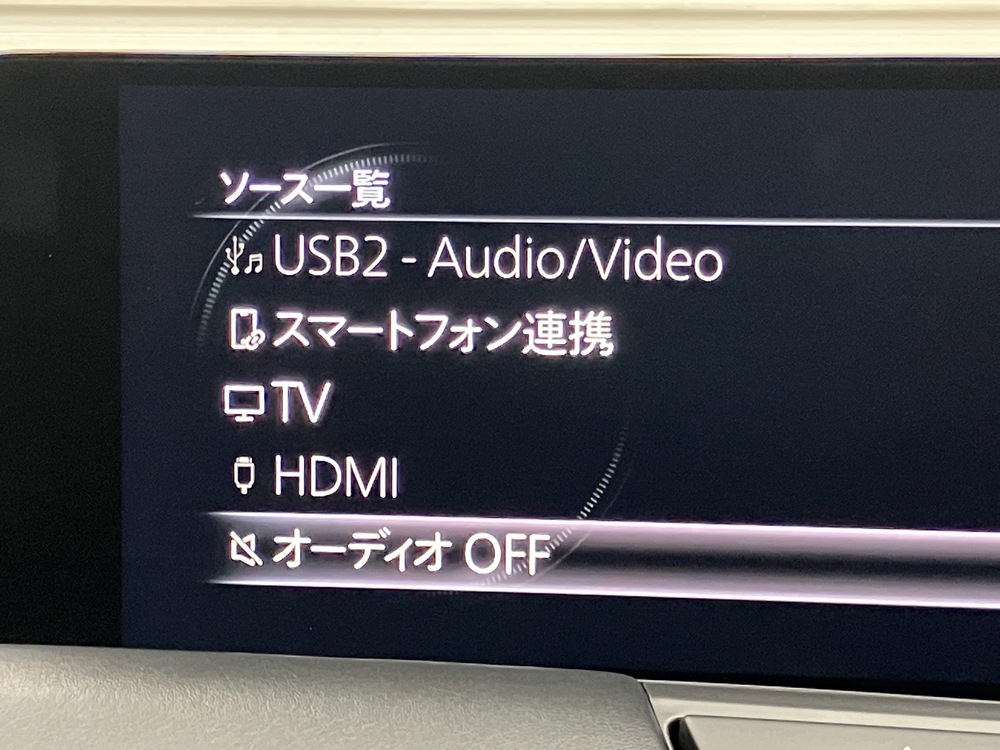 ソース一覧
USB2 - Audio/Video
スマートフォン連携
TV
HDMI
オーディオ OFF